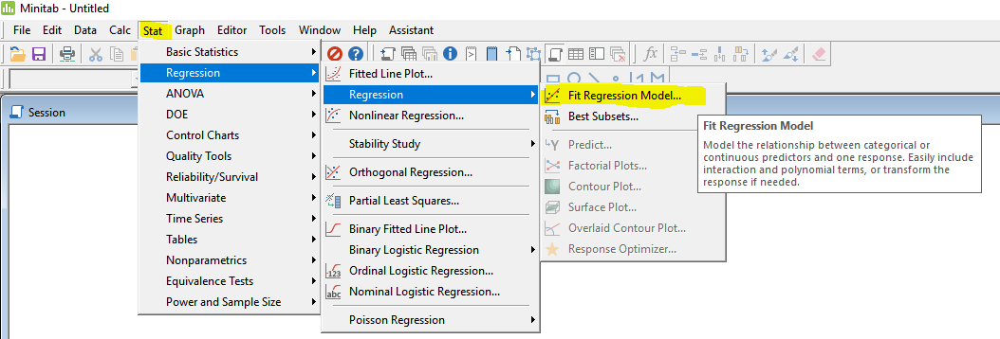 Minitab - Untitled
File Edit Data Calc Stat Graph Editor Tools Window Help Assistant
Session
Basic Statistics
Regression
ANOVA
DOE
Control Charts
Quality Tools
Reliability/Survival
Multivariate
Time Series
Tables
Nonparametrics
Equivalence Tests
Power and Sample Size
Fitted Line Plot...
Regression
Nonlinear Regression...
Stability Study
Orthogonal Regression...
Partial Least Squares...
Binary Fitted Line Plot...
Binary Logistic Regression
Ordinal Logistic Regression...
Nominal Logistic Regression...
Poisson Regression
Fit Regression Model...
Best Subsets...
Predict...
Factorial Plots...
Contour Plot...
Surface Plot...
Overlaid Contour Plot...
Response Optimizer...
Fit Regression Model
Model the relationship between categorical or
continuous predictors and one response. Easily include
interaction and polynomial terms, or transform the
response if needed.